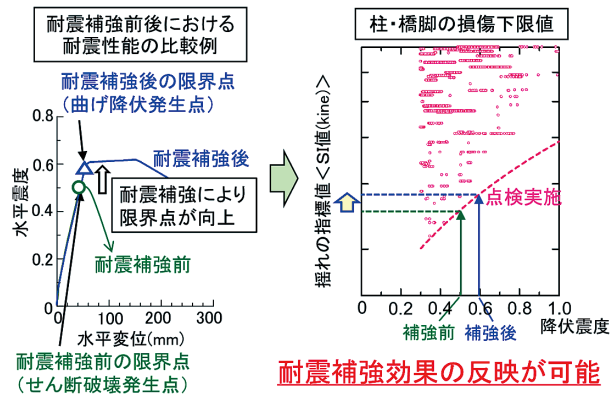 耐震補強前後における
耐震性能の比較例
耐震補強後の限界点
(曲げ降伏発生点)
0.8
0.6
0.4
0.2
0
水平震度
耐震補強後
耐震補強により
限界点が向上
耐震補強前
0
100
200
300
水平変位(mm)
耐震補強前の限界点
(せん断破壊発生点)
柱・橋脚の損傷下限値
揺れの指標値<SI値(kine)>
点検実施
0.0
0.2
0.4
0.6
0.8
1.0
補強前
補強後
降伏震度
耐震補強効果の反映が可能